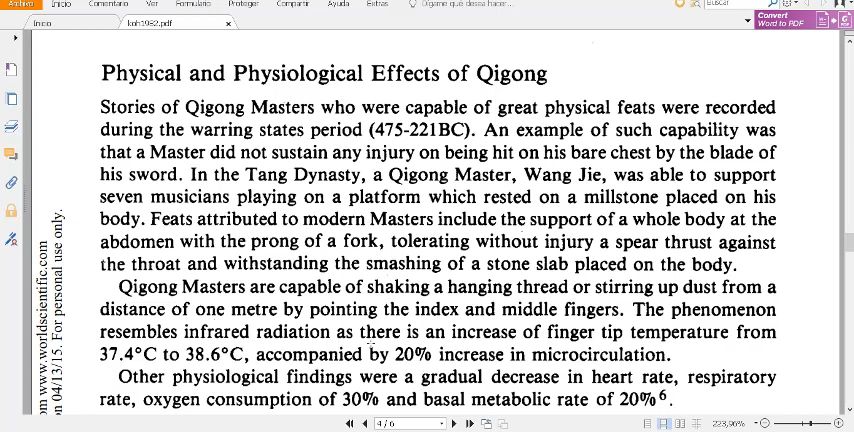 Archivo Inicio Comentario Ver Formulario Proteger Compartir Ayuda Extras Dígame qué desea hacer... Buscar
Inicio koh1982.pdf
Convert
Word to PDF
Physical and Physiological Effects of Qigong
Stories of Qigong Masters who were capable of great physical feats were recorded
during the warring states period (475-221BC). An example of such capability was
that a Master did not sustain any injury on being hit on his bare chest by the blade of
his sword. In the Tang Dynasty, a Qigong Master, Wang Jie, was able to support
seven musicians playing on a platform which rested on a millstone placed on his
body. Feats attributed to modern Masters include the support of a whole body at the
abdomen with the prong of a fork, tolerating without injury a spear thrust against
the throat and withstanding the smashing of a stone slab placed on the body.
Qigong Masters are capable of shaking a hanging thread or stirring up dust from a
distance of one metre by pointing the index and middle fingers. The phenomenon
resembles infrared radiation as there is an increase of finger tip temperature from
37.4°C to 38.6°C, accompanied by 20% increase in microcirculation.
Other physiological findings were a gradual decrease in heart rate, respiratory
rate, oxygen consumption of 30% and basal metabolic rate of 20%⁶.
om www.worldscientific.com
on 04/13/15. For personal use only.
4 / 6
223,96%